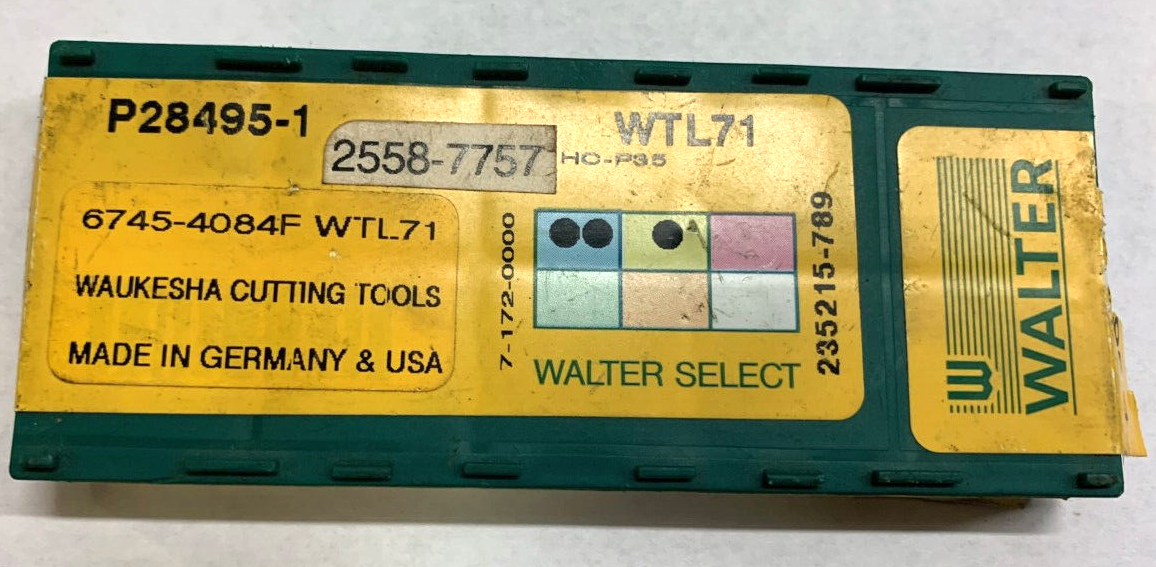 P28495-1
2558-7757
WTL71
HC-P35
6745-4084F WTL71
WAUKESHA CUTTING TOOLS
MADE IN GERMANY & USA
7-172-0000
WALTER SELECT
235215-789
W
WALTER